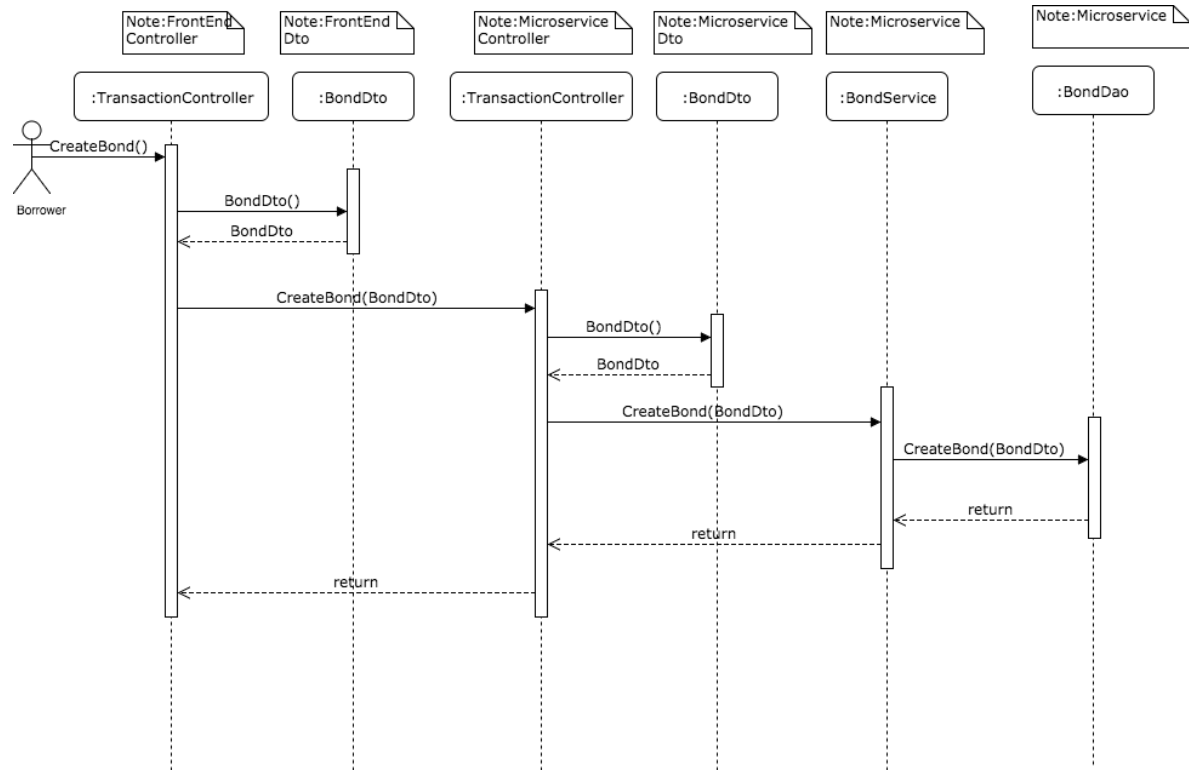 Note:FrontEnd
Controller
Note:FrontEnd
Dto
Note:Microservice
Controller
Note:Microservice
Dto
Note:Microservice
Note:Microservice
:TransactionController
:BondDto
:TransactionController
:BondDto
:BondService
:BondDao
CreateBond()
Borrower
BondDto()
BondDto
CreateBond(BondDto)
BondDto()
BondDto
CreateBond(BondDto)
CreateBond(BondDto)
return
return
return